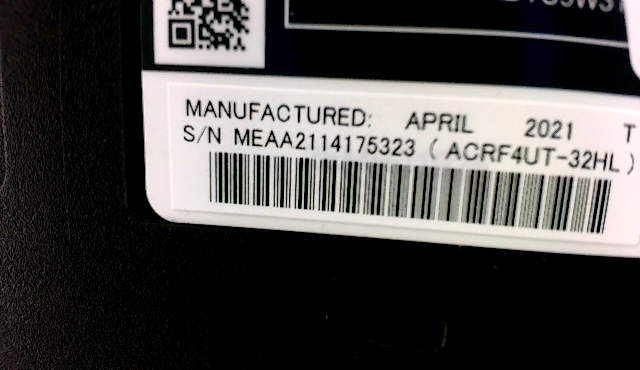 MANUFACTURED: APRIL 2021 T
S/N MEAA2114175323 ( ACRF4UT-32HL )